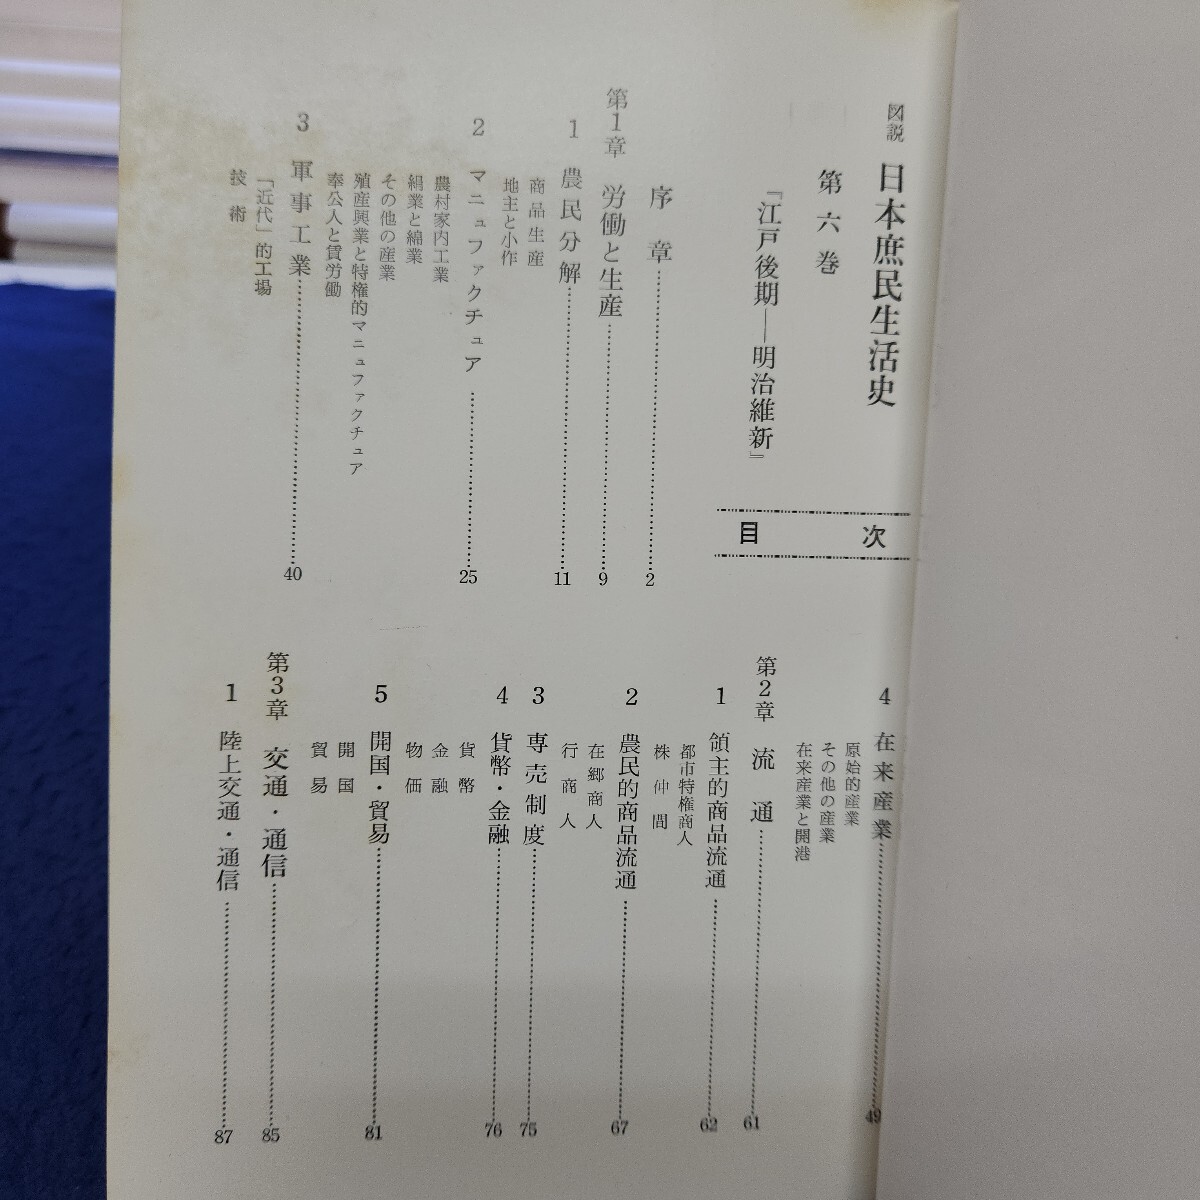 図説 日本庶民生活史
第六巻
『江戸後期――明治維新』
目次
序章……2
第1章 労働と生産……9
1 農民分解……11
商品生産
地主と小作
2 マニュファクチュア……25
農村家内工業
絹業と綿業
その他の産業
殖産興業と特権的マニュファクチュア
奉公人と賃労働
3 軍事工業……40
「近代」的工場
技術
4 在来産業……49
原始的産業
その他の産業
在来産業と開港
第2章 流通……61
1 領主的商品流通……62
都市特権商人
株仲間
2 農民的商品流通……67
在郷商人
行商人
3 専売制度……75
4 貨幣・金融……76
貨幣
金融
物価
5 開国・貿易……81
開国
貿易
第3章 交通・通信……85
1 陸上交通・通信……87